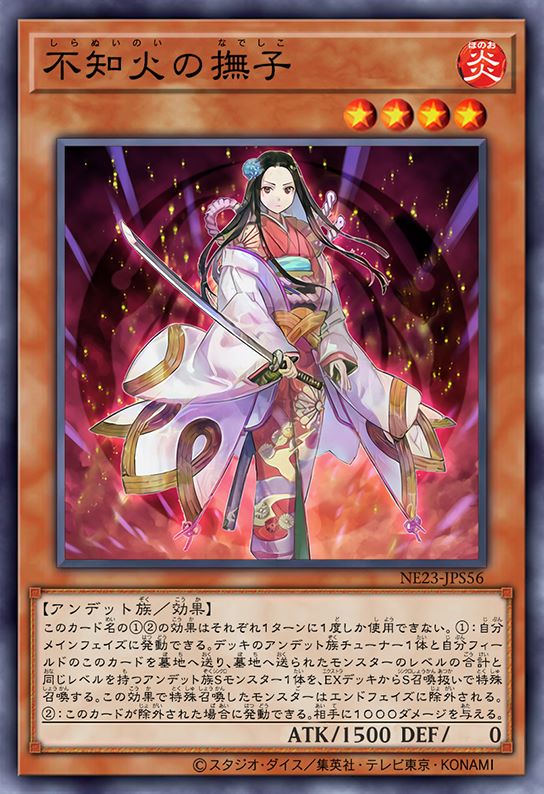 しらぬいのい　なでしこ
不知火の撫子
ほのお
炎
NE23-JPS56
【アンデット族／効果】
このカード名の①②の効果はそれぞれ1ターンに1度しか使用できない。①：自分
メインフェイズに発動できる。デッキのアンデット族チューナー1体と自分フィー
ルドのこのカードを墓地へ送り、墓地へ送られたモンスターのレベルの合計と
同じレベルを持つアンデット族Sモンスター1体を、EXデッキからS召喚扱いで特殊
召喚する。この効果で特殊召喚したモンスターはエンドフェイズに除外される。
②：このカードが除外された場合に発動できる。相手に1000ダメージを与える。
ATK/1500 DEF/ 0
©スタジオ・ダイス／集英社・テレビ東京・KONAMI